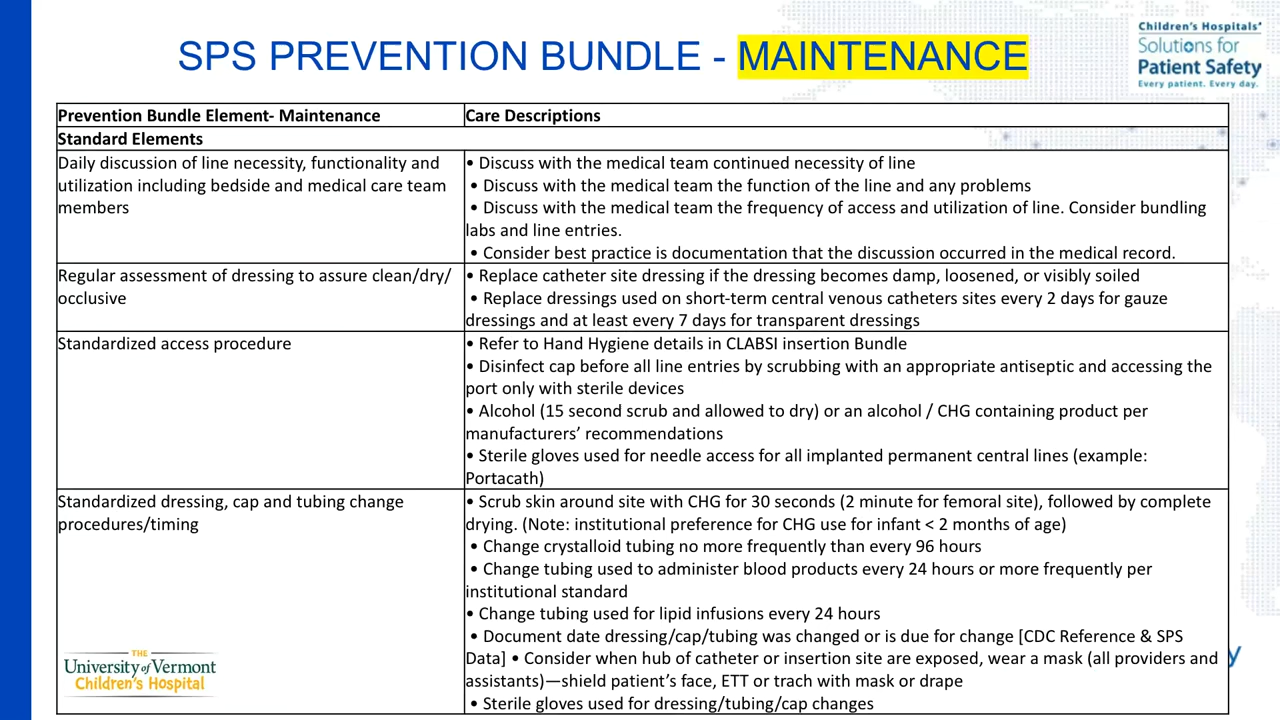 SPS PREVENTION BUNDLE - MAINTENANCE
Children's Hospitals'
Solutions for
Patient Safety
Every patient. Every day.
Prevention Bundle Element- Maintenance
Care Descriptions
Standard Elements
Daily discussion of line necessity, functionality and
utilization including bedside and medical care team
members
• Discuss with the medical team continued necessity of line
• Discuss with the medical team the function of the line and any problems
• Discuss with the medical team the frequency of access and utilization of line. Consider bundling
labs and line entries.
• Consider best practice is documentation that the discussion occurred in the medical record.
Regular assessment of dressing to assure clean/dry/
occlusive
• Replace catheter site dressing if the dressing becomes damp, loosened, or visibly soiled
• Replace dressings used on short-term central venous catheters sites every 2 days for gauze
dressings and at least every 7 days for transparent dressings
Standardized access procedure
• Refer to Hand Hygiene details in CLABSI insertion Bundle
• Disinfect cap before all line entries by scrubbing with an appropriate antiseptic and accessing the
port only with sterile devices
• Alcohol (15 second scrub and allowed to dry) or an alcohol / CHG containing product per
manufacturers’ recommendations
• Sterile gloves used for needle access for all implanted permanent central lines (example:
Portacath)
Standardized dressing, cap and tubing change
procedures/timing
• Scrub skin around site with CHG for 30 seconds (2 minute for femoral site), followed by complete
drying. (Note: institutional preference for CHG use for infant < 2 months of age)
• Change crystalloid tubing no more frequently than every 96 hours
• Change tubing used to administer blood products every 24 hours or more frequently per
institutional standard
• Change tubing used for lipid infusions every 24 hours
• Document date dressing/cap/tubing was changed or is due for change [CDC Reference & SPS
Data] • Consider when hub of catheter or insertion site are exposed, wear a mask (all providers and
assistants)—shield patient’s face, ETT or trach with mask or drape
• Sterile gloves used for dressing/tubing/cap changes
THE
University of Vermont
Children's Hospital
y